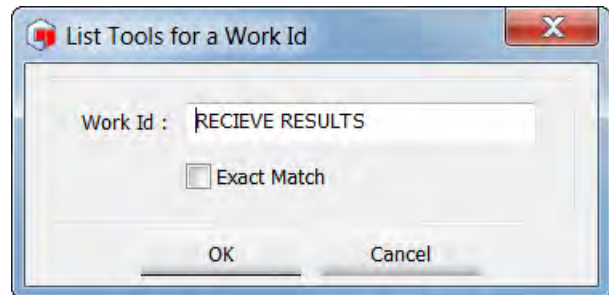 List Tools for a Work Id
X
Work Id : RECIEVE RESULTS
Exact Match
OK Cancel